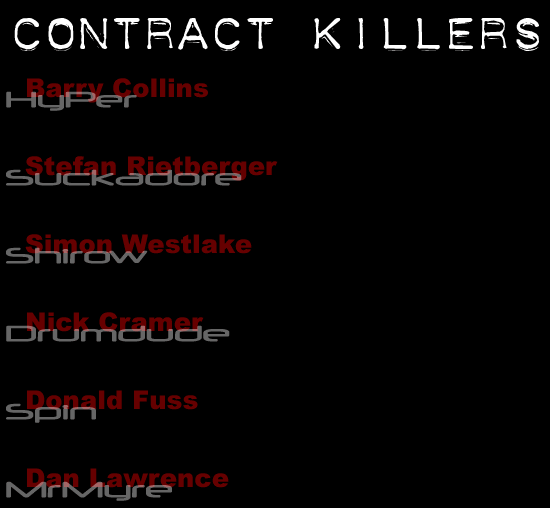 CONTRACT KILLERS
Barry Collins
HyPer
Stefan Rietberger
Suckadore
Simon Westlake
Shirow
Nick Cramer
Drumdude
Donald Fuss
Spin
Dan Lawrence
MrMyre